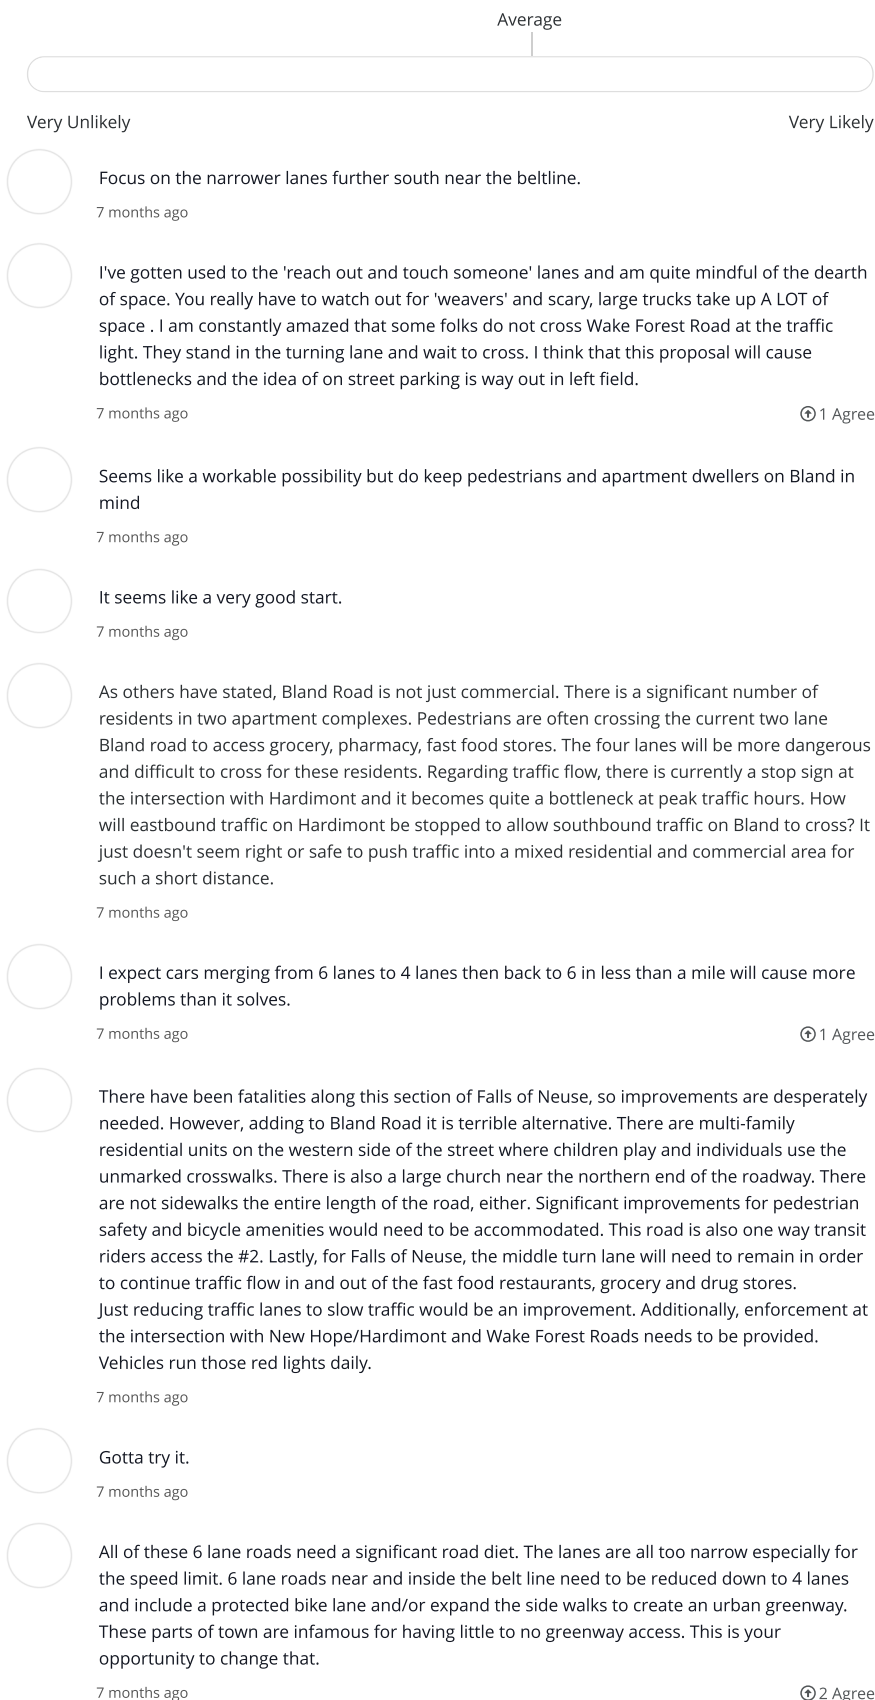 Average
Very Unlikely
Very Likely
Focus on the narrower lanes further south near the beltline.
7 months ago
I've gotten used to the 'reach out and touch someone' lanes and am quite mindful of the dearth
of space. You really have to watch out for 'weavers' and scary, large trucks take up A LOT of
space . I am constantly amazed that some folks do not cross Wake Forest Road at the traffic
light. They stand in the turning lane and wait to cross. I think that this proposal will cause
bottlenecks and the idea of on street parking is way out in left field.
7 months ago
1 Agree
Seems like a workable possibility but do keep pedestrians and apartment dwellers on Bland in
mind
7 months ago
It seems like a very good start.
7 months ago
As others have stated, Bland Road is not just commercial. There is a significant number of
residents in two apartment complexes. Pedestrians are often crossing the current two lane
Bland road to access grocery, pharmacy, fast food stores. The four lanes will be more dangerous
and difficult to cross for these residents. Regarding traffic flow, there is currently a stop sign at
the intersection with Hardimont and it becomes quite a bottleneck at peak traffic hours. How
will eastbound traffic on Hardimont be stopped to allow southbound traffic on Bland to cross? It
just doesn't seem right or safe to push traffic into a mixed residential and commercial area for
such a short distance.
7 months ago
I expect cars merging from 6 lanes to 4 lanes then back to 6 in less than a mile will cause more
problems than it solves.
7 months ago
1 Agree
There have been fatalities along this section of Falls of Neuse, so improvements are desperately
needed. However, adding to Bland Road it is terrible alternative. There are multi-family
residential units on the western side of the street where children play and individuals use the
unmarked crosswalks. There is also a large church near the northern end of the roadway. There
are not sidewalks the entire length of the road, either. Significant improvements for pedestrian
safety and bicycle amenities would need to be accommodated. This road is also one way transit
riders access the #2. Lastly, for Falls of Neuse, the middle turn lane will need to remain in order
to continue traffic flow in and out of the fast food restaurants, grocery and drug stores.
Just reducing traffic lanes to slow traffic would be an improvement. Additionally, enforcement at
the intersection with New Hope/Hardimont and Wake Forest Roads needs to be provided.
Vehicles run those red lights daily.
7 months ago
Gotta try it.
7 months ago
All of these 6 lane roads need a significant road diet. The lanes are all too narrow especially for
the speed limit. 6 lane roads near and inside the belt line need to be reduced down to 4 lanes
and include a protected bike lane and/or expand the side walks to create an urban greenway.
These parts of town are infamous for having little to no greenway access. This is your
opportunity to change that.
7 months ago
2 Agree